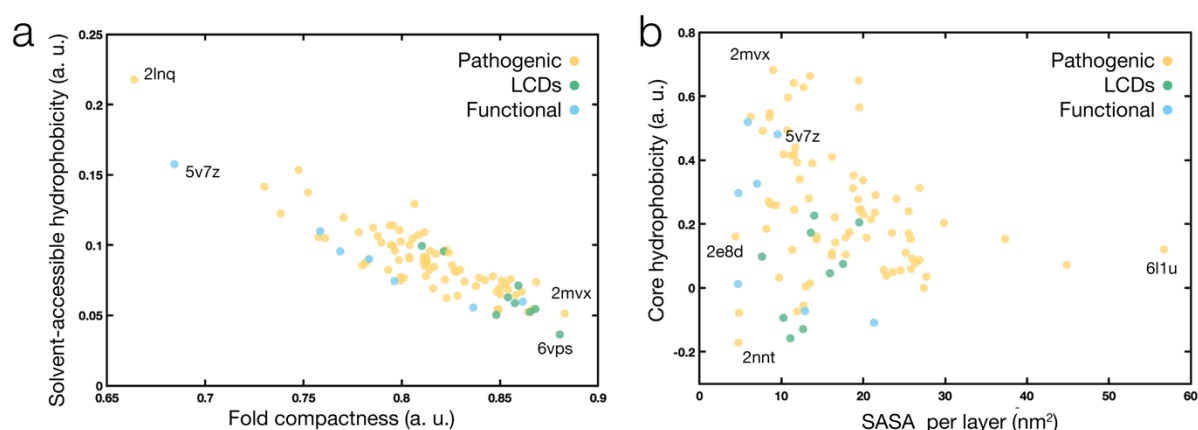 a
Solvent-accessible hydrophobicity (a. u.)
0.25
0.2
0.15
0.1
0.05
0
2lnq
5v7z
2mvx
6vps
Pathogenic
LCDs
Functional
0.7
0.75
0.8
0.85
0.9
Fold compactness (a. u.)
b
Core hydrophobicity (a. u.)
0.8
0.6
0.4
0.2
0
-0.2
2mvx
5v7z
2e8d
2nnt
6l1u
Pathogenic
LCDs
Functional
0
10
20
30
40
50
60
SASA per layer (nm²)